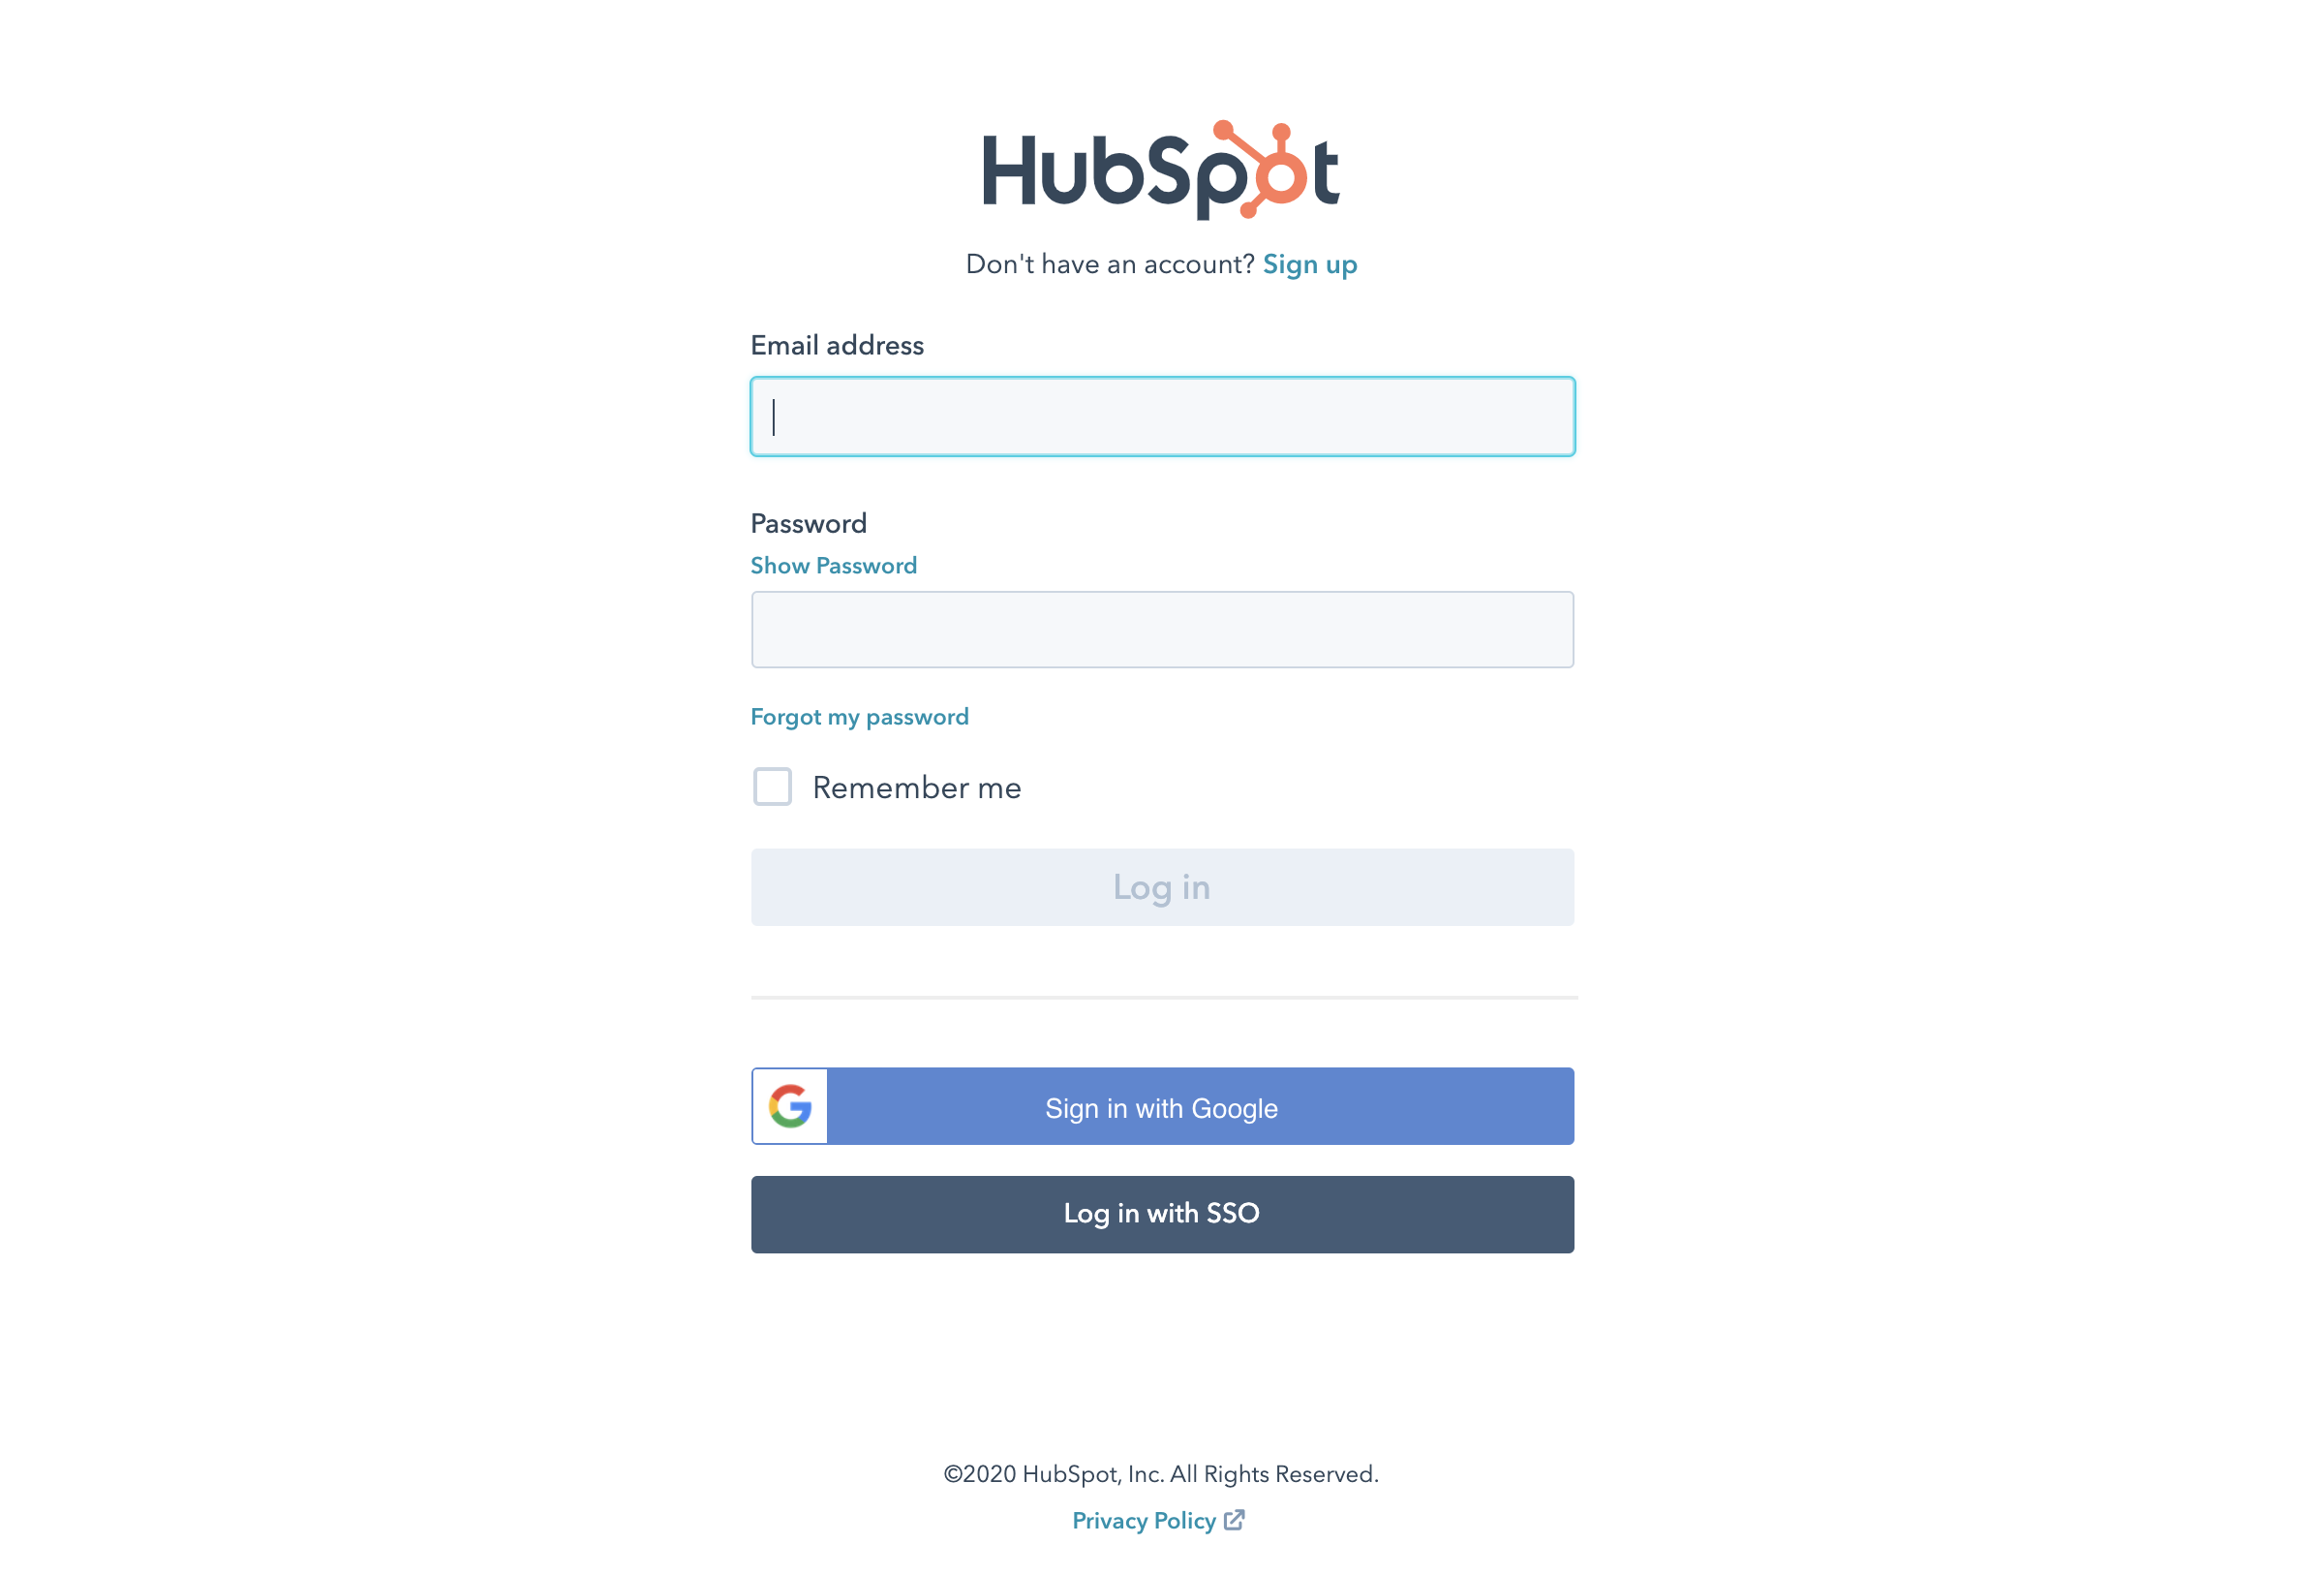 HubSpot
Don't have an account? Sign up
Email address
Password
Show Password
Forgot my password
Remember me
Log in
Sign in with Google
Log in with SSO
©2020 HubSpot, Inc. All Rights Reserved.
Privacy Policy